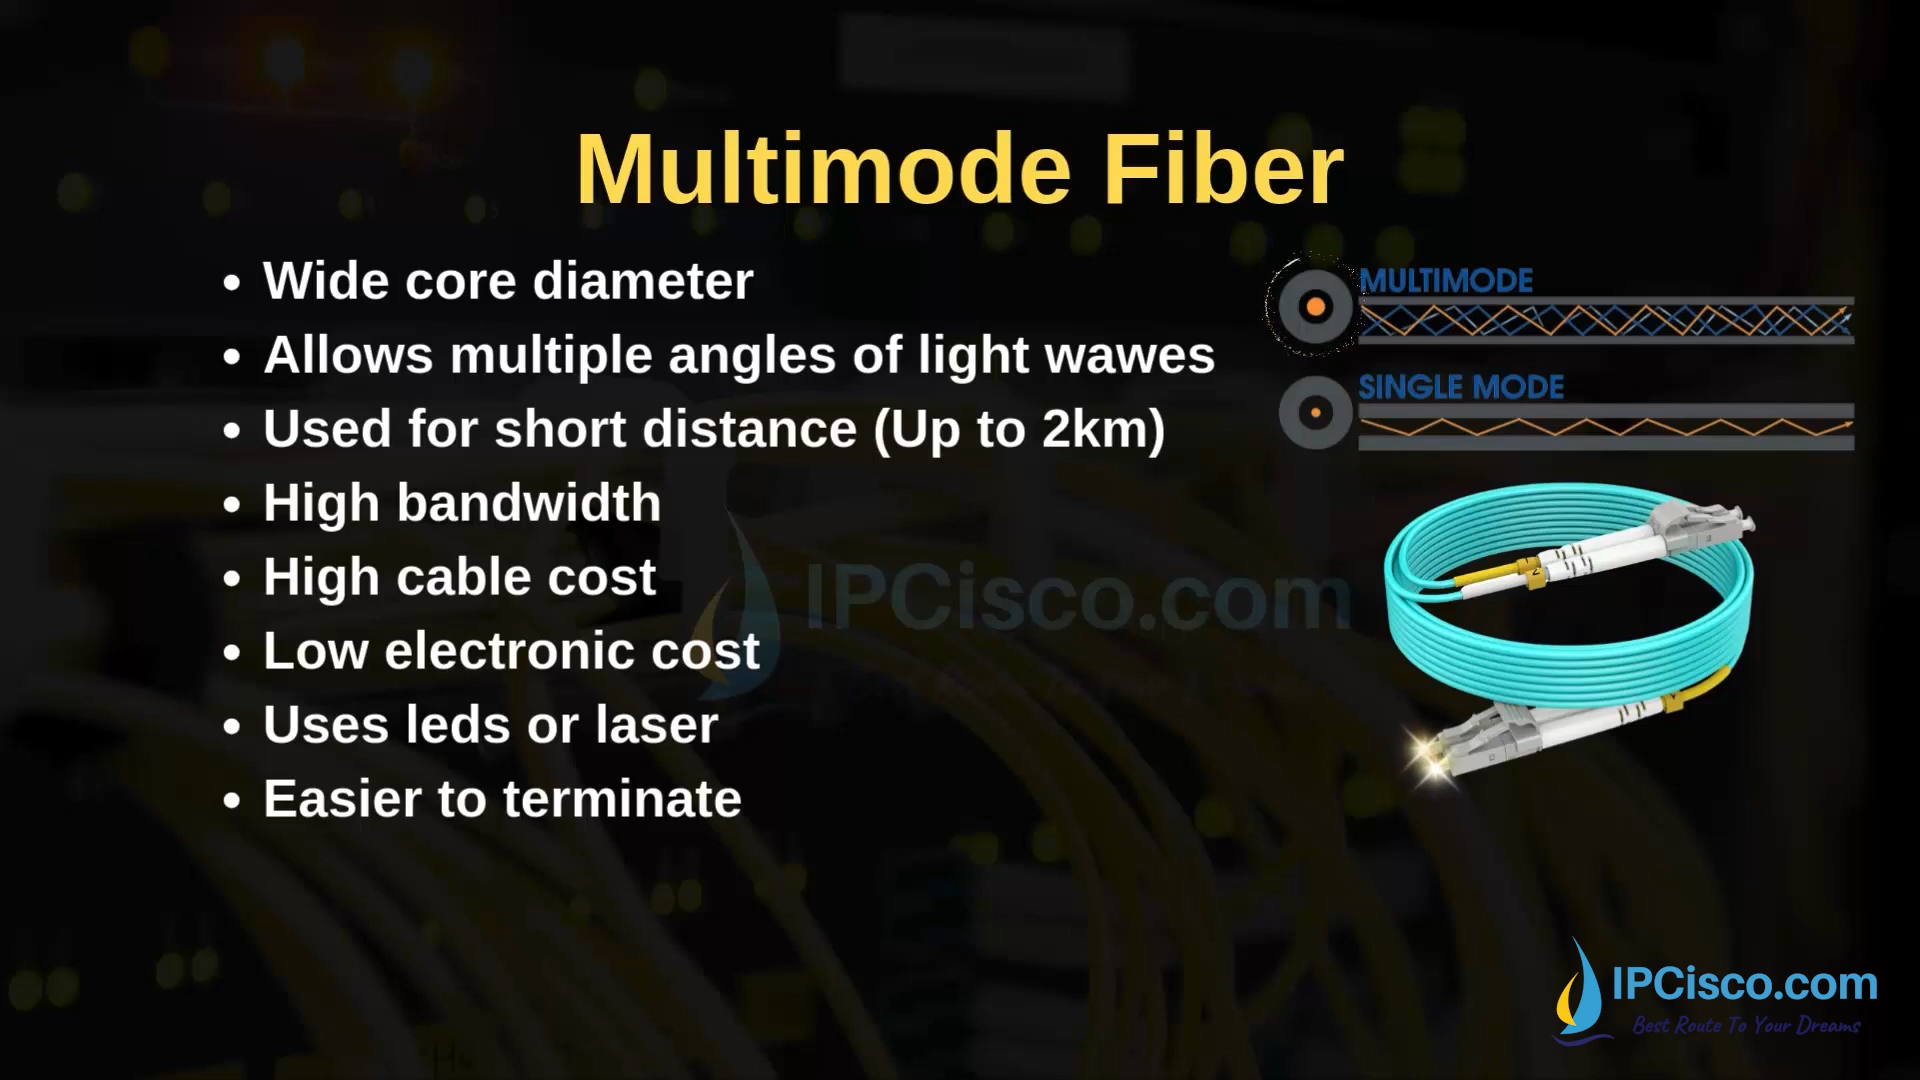 Multimode Fiber
• Wide core diameter
• Allows multiple angles of light wawes
• Used for short distance (Up to 2km)
• High bandwidth
• High cable cost
• Low electronic cost
• Uses leds or laser
• Easier to terminate
MULTIMODE
SINGLE MODE
2
IPCisco.com
IPCisco.com
Best Route To Your Dreams